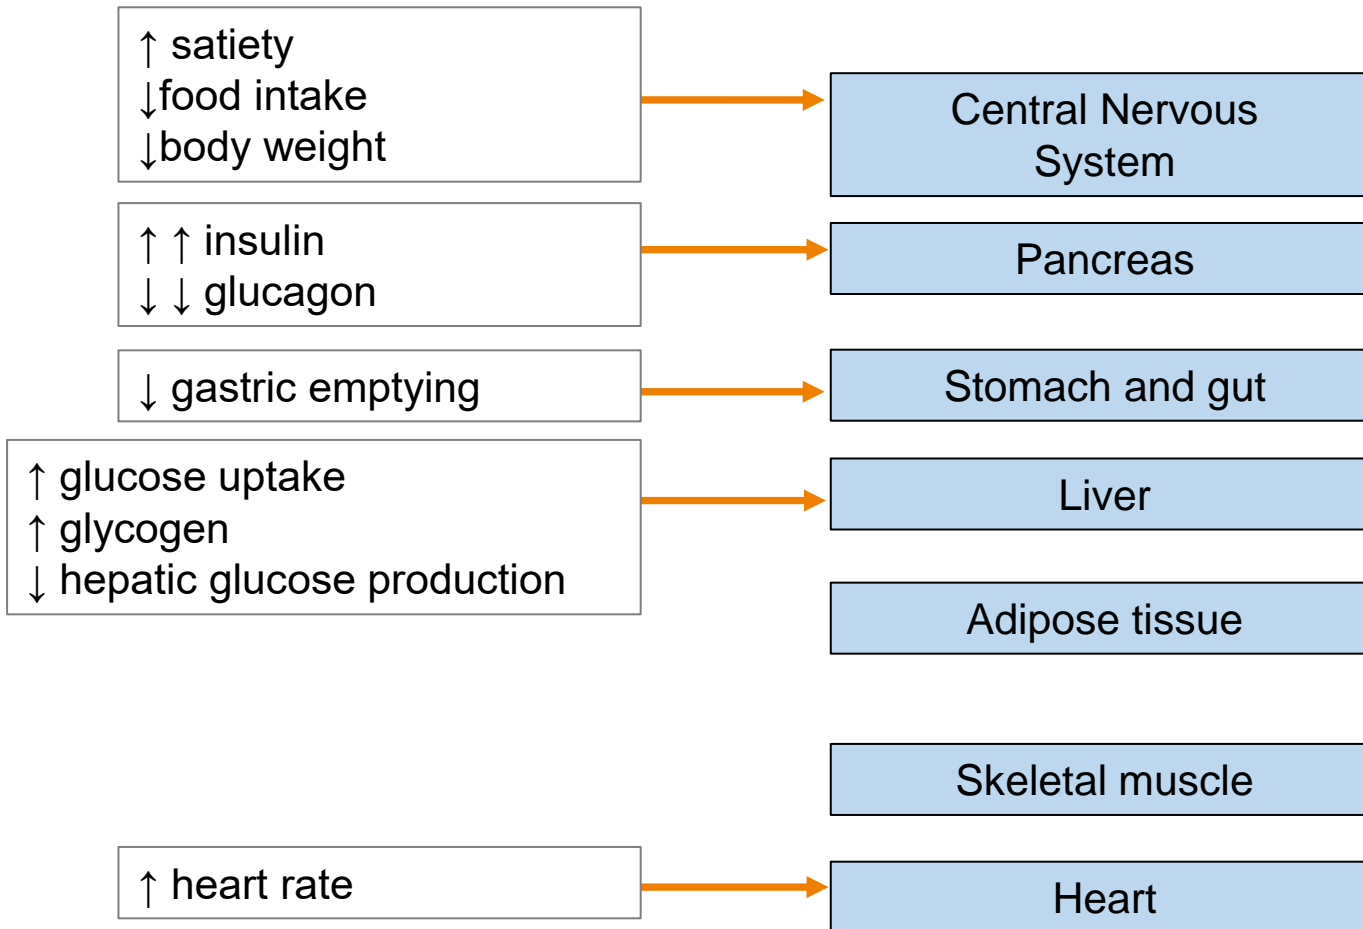 ↑ satiety
↓food intake
↓body weight
Central Nervous
System
↑ ↑ insulin
↓ ↓ glucagon
Pancreas
↓ gastric emptying
Stomach and gut
↑ glucose uptake
↑ glycogen
↓ hepatic glucose production
Liver
Adipose tissue
Skeletal muscle
↑ heart rate
Heart